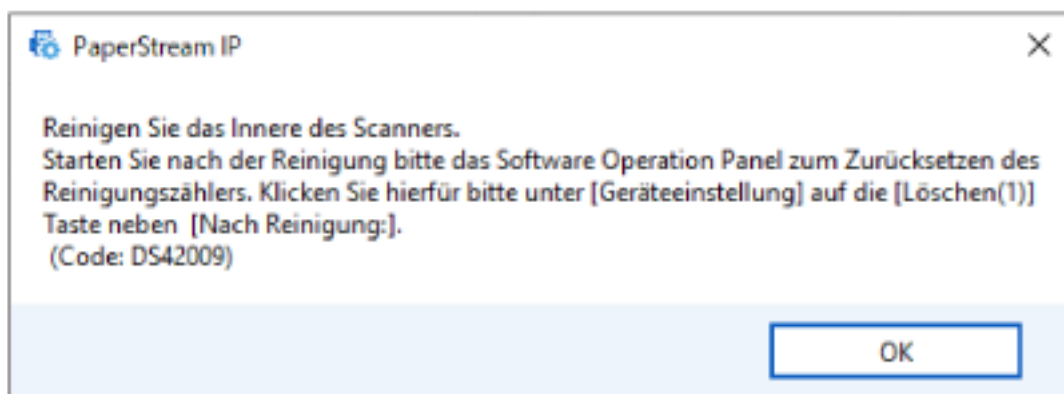 PaperStream IP
Reinigen Sie das Innere des Scanners.
Starten Sie nach der Reinigung bitte das Software Operation Panel zum Zurücksetzen des
Reinigungszählers. Klicken Sie hierfür bitte unter [Geräteeinstellung] auf die [Löschen(1)]
Taste neben  [Nach Reinigung:].
(Code: DS42009)
OK